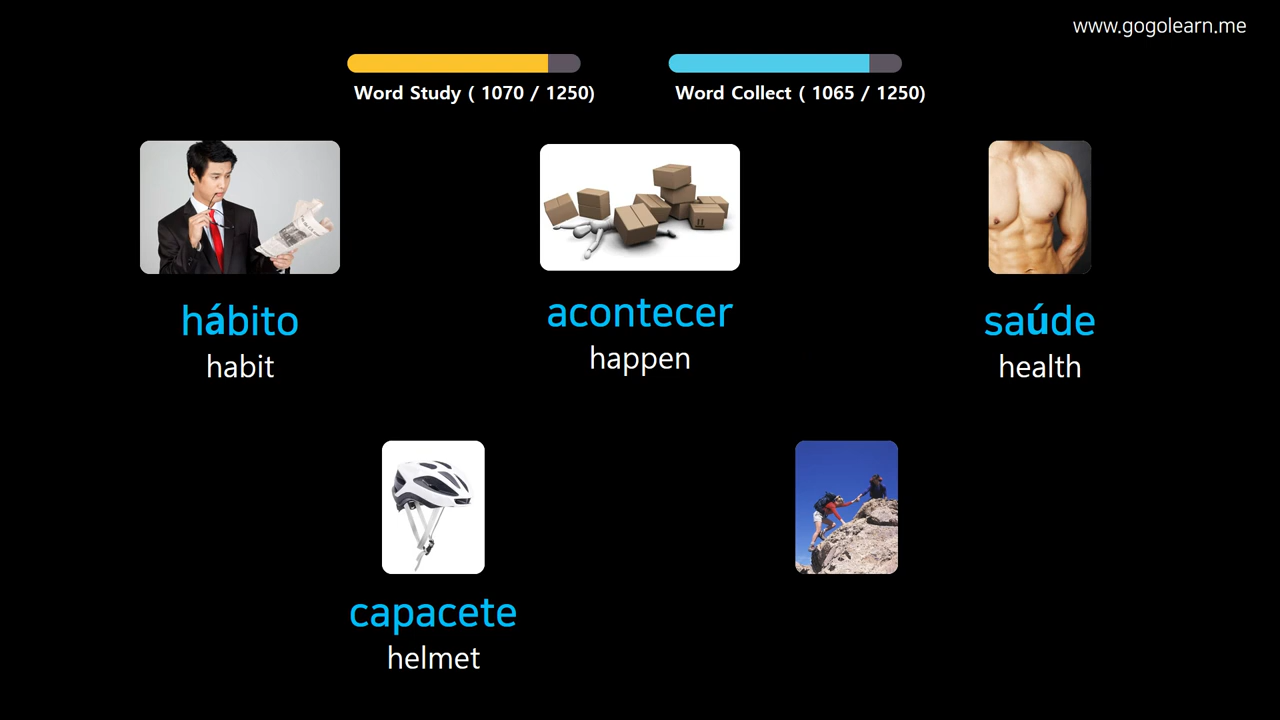 www.gogolearn.me
Word Study ( 1070 / 1250)
Word Collect ( 1065 / 1250)
hábito
habit
acontecer
happen
saúde
health
capacete
helmet